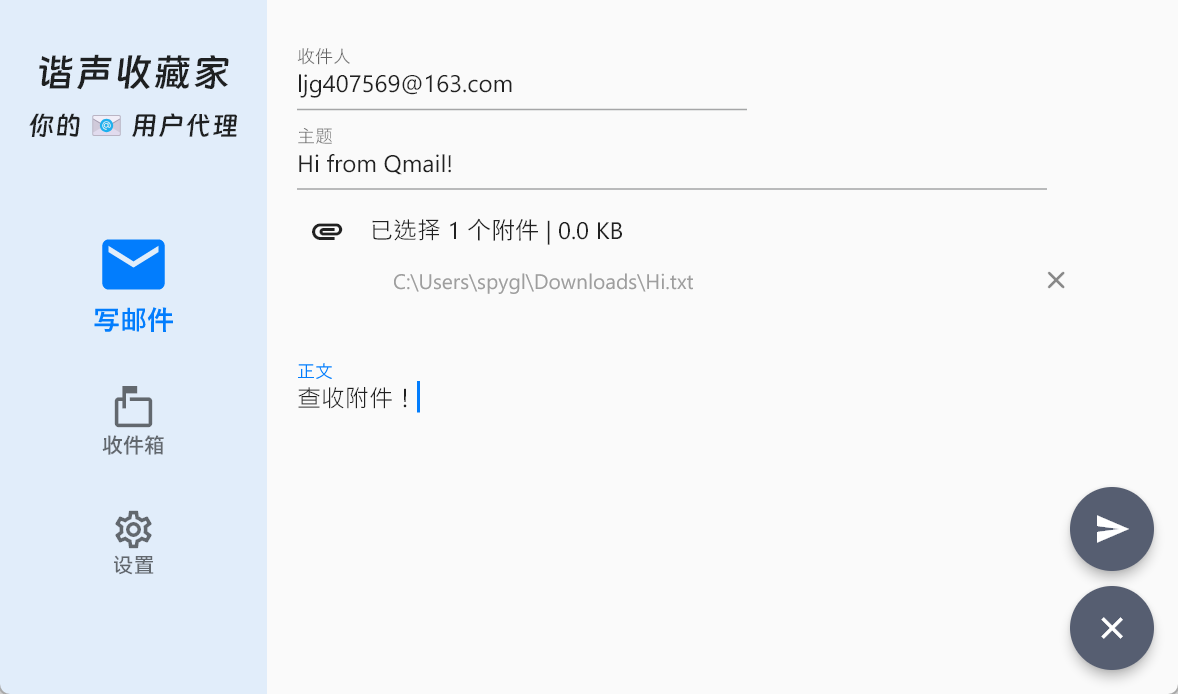 谐声收藏家
你的 📧 用户代理
写邮件
收件箱
设置
收件人
ljg407569@163.com
主题
Hi from Qmail!
已选择 1 个附件 | 0.0 KB
C:\Users\spygl\Downloads\Hi.txt
正文
查收附件！